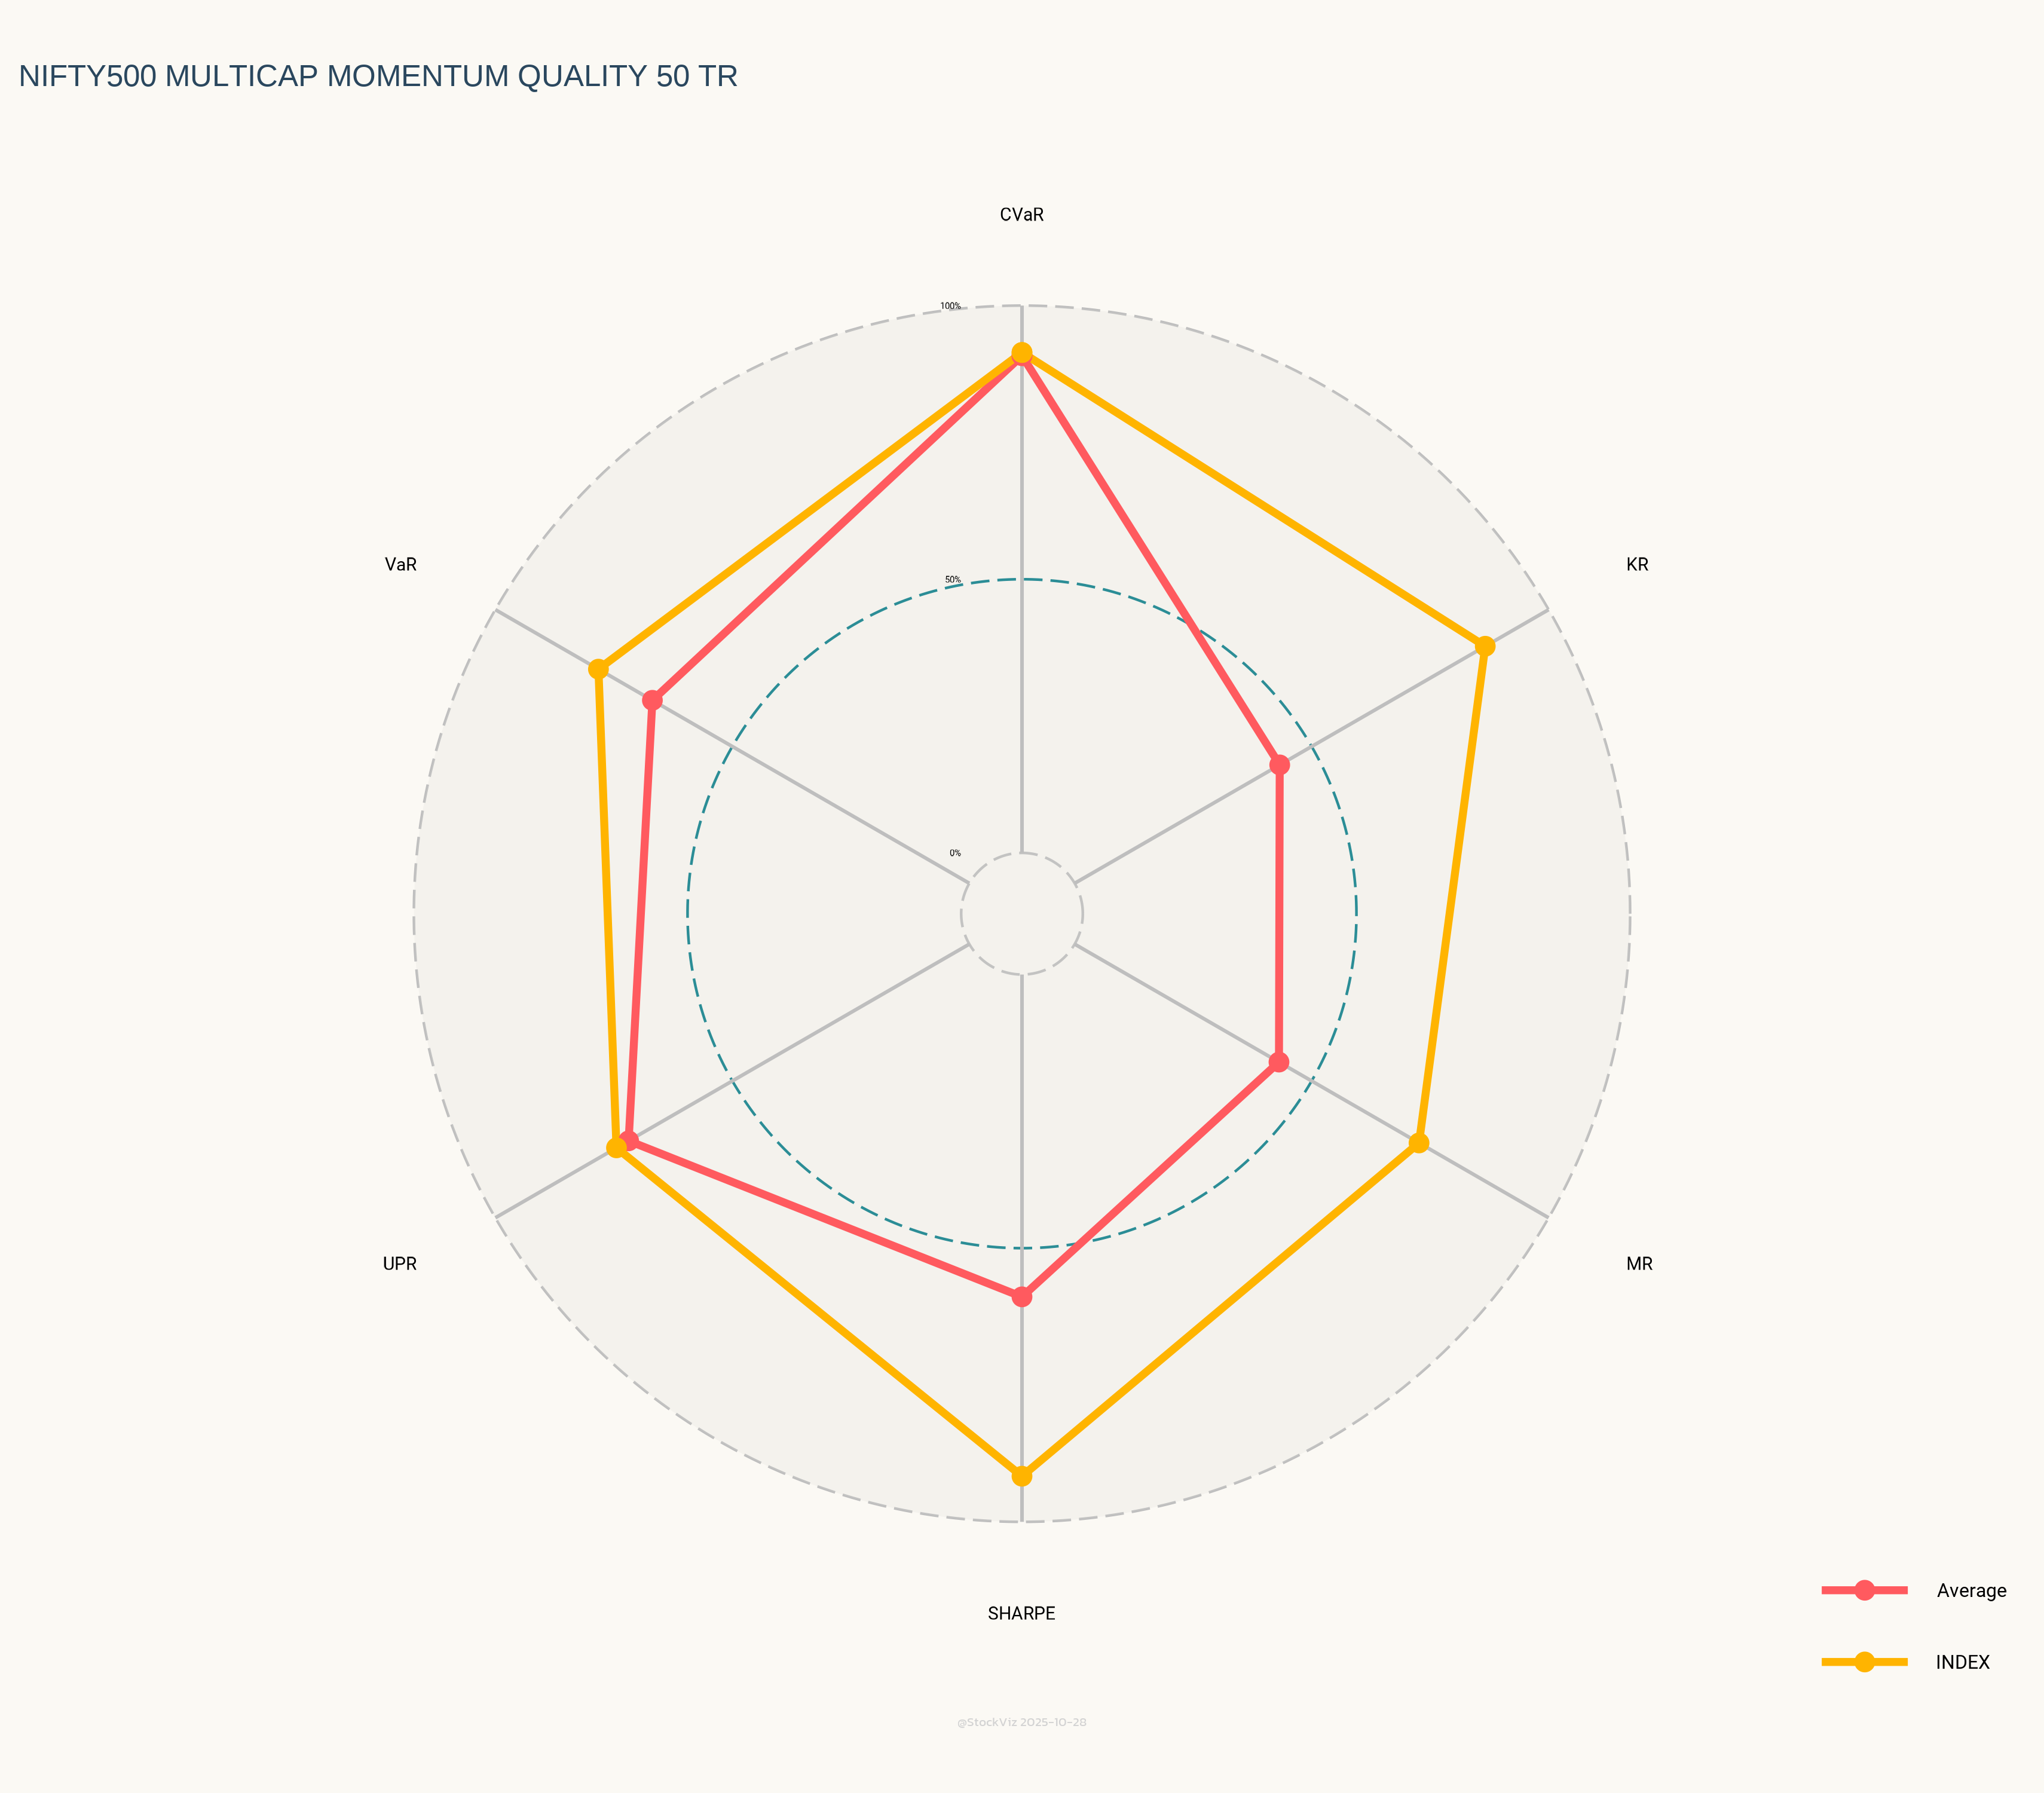 NIFTY500 MULTICAP MOMENTUM QUALITY 50 TR
CVaR
100%
VaR
KR
50%
0%
UPR
MR
SHARPE
Average
INDEX
@StockViz 2025-10-28